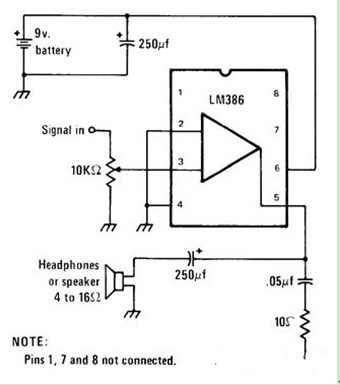 9v.
battery
250μf
1
LM386
8
2
7
Signal in
10KΩ
3
6
4
5
Headphones
or speaker
4 to 16Ω
250μf
.05μf
10Ω
NOTE:
Pins 1, 7 and 8 not connected.